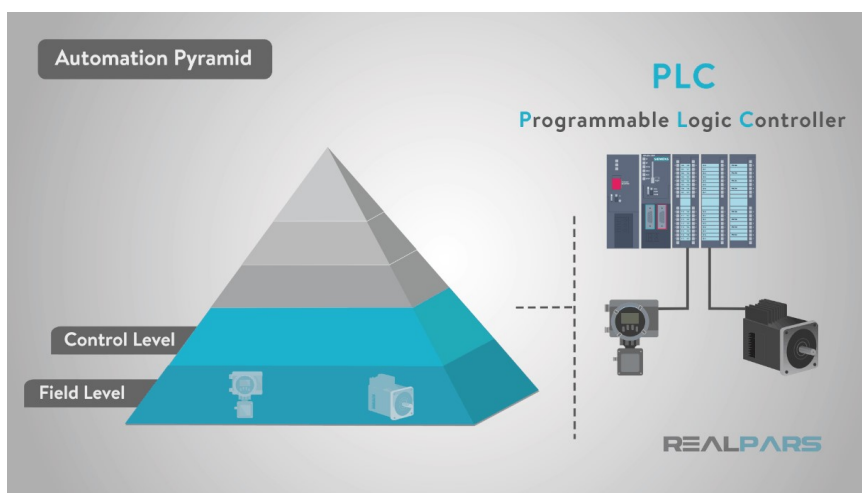 Automation Pyramid
PLC
Programmable Logic Controller
Control Level
Field Level
REALPARS